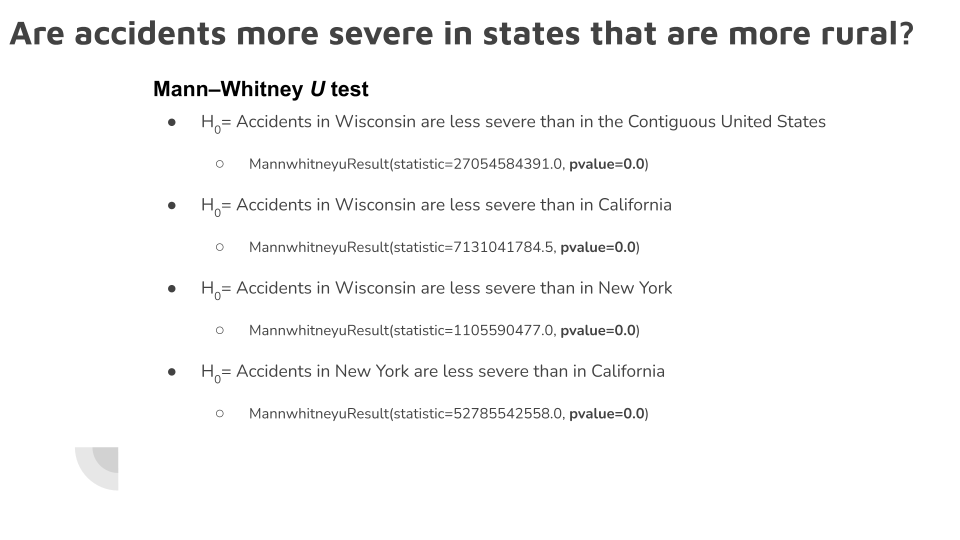 Are accidents more severe in states that are more rural?
Mann–Whitney U test
● H0= Accidents in Wisconsin are less severe than in the Contiguous United States
○ MannwhitneyuResult(statistic=27054584391.0, pvalue=0.0)
● H0= Accidents in Wisconsin are less severe than in California
○ MannwhitneyuResult(statistic=7131041784.5, pvalue=0.0)
● H0= Accidents in Wisconsin are less severe than in New York
○ MannwhitneyuResult(statistic=1105590477.0, pvalue=0.0)
● H0= Accidents in New York are less severe than in California
○ MannwhitneyuResult(statistic=52785542558.0, pvalue=0.0)